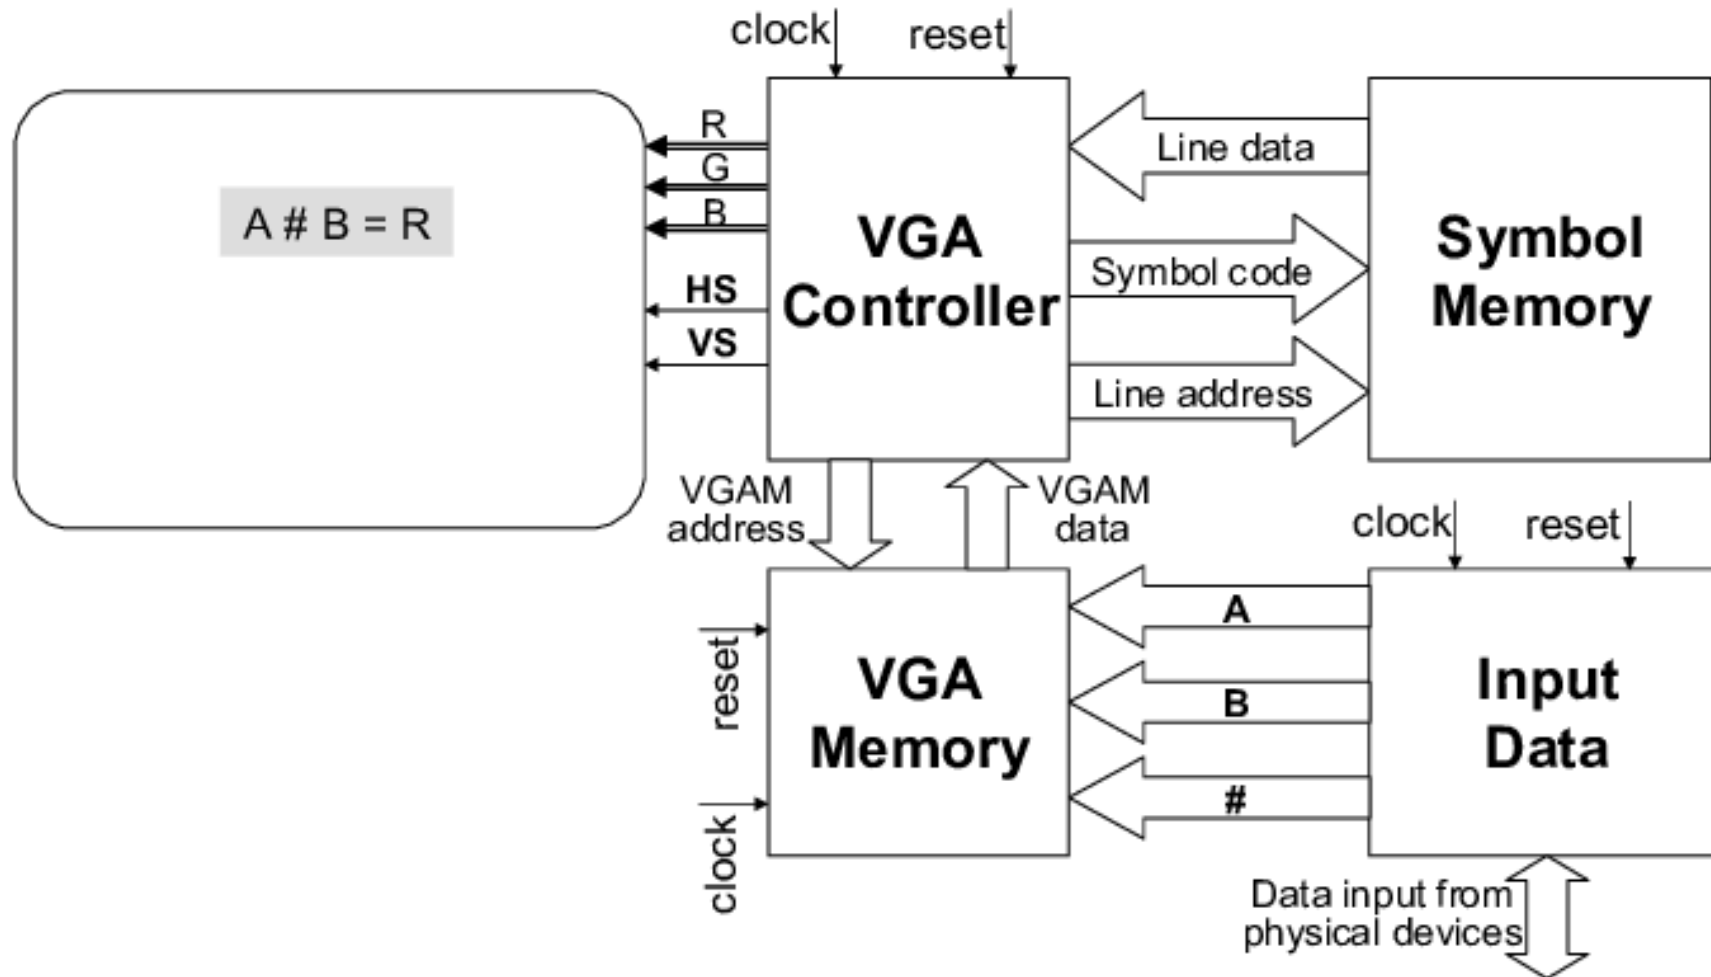 clock
reset
R
G
B
HS
VS
A # B = R
VGA
Controller
Line data
Symbol code
Line address
Symbol
Memory
VGAM
address
VGAM
data
clock
reset
reset
clock
VGA
Memory
A
B
#
Input
Data
Data input from
physical devices